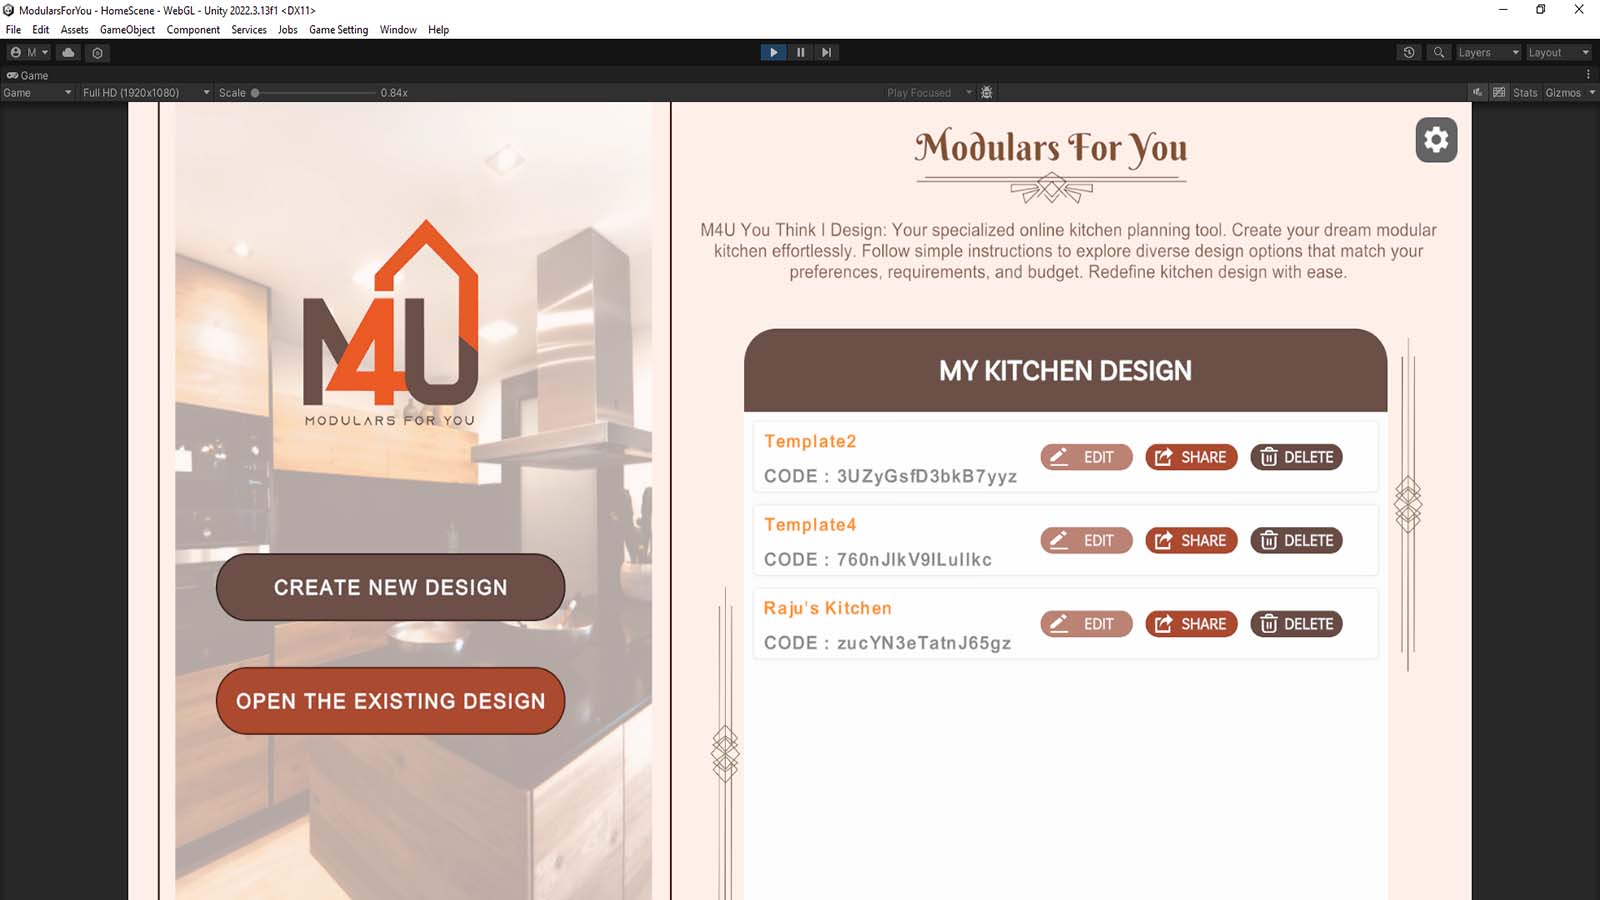 ModularsForYou - HomeScene - WebGL - Unity 2022.3.13f1 <DX11>
File Edit Assets GameObject Component Services Jobs Game Setting Window Help
M Layers Layout
Game
Game Full HD (1920x1080) Scale 0.84x Play Focused Stats Gizmos
M4U
MODULARS FOR YOU
CREATE NEW DESIGN
OPEN THE EXISTING DESIGN
Modulars For You
M4U You Think I Design: Your specialized online kitchen planning tool. Create your dream modular
kitchen effortlessly. Follow simple instructions to explore diverse design options that match your
preferences, requirements, and budget. Redefine kitchen design with ease.
MY KITCHEN DESIGN
Template2
CODE : 3UZyGsfD3bkB7yyz
EDIT SHARE DELETE
Template4
CODE : 760nJlkV9lLuIlkc
EDIT SHARE DELETE
Raju's Kitchen
CODE : zucYN3eTatnJ65gz
EDIT SHARE DELETE